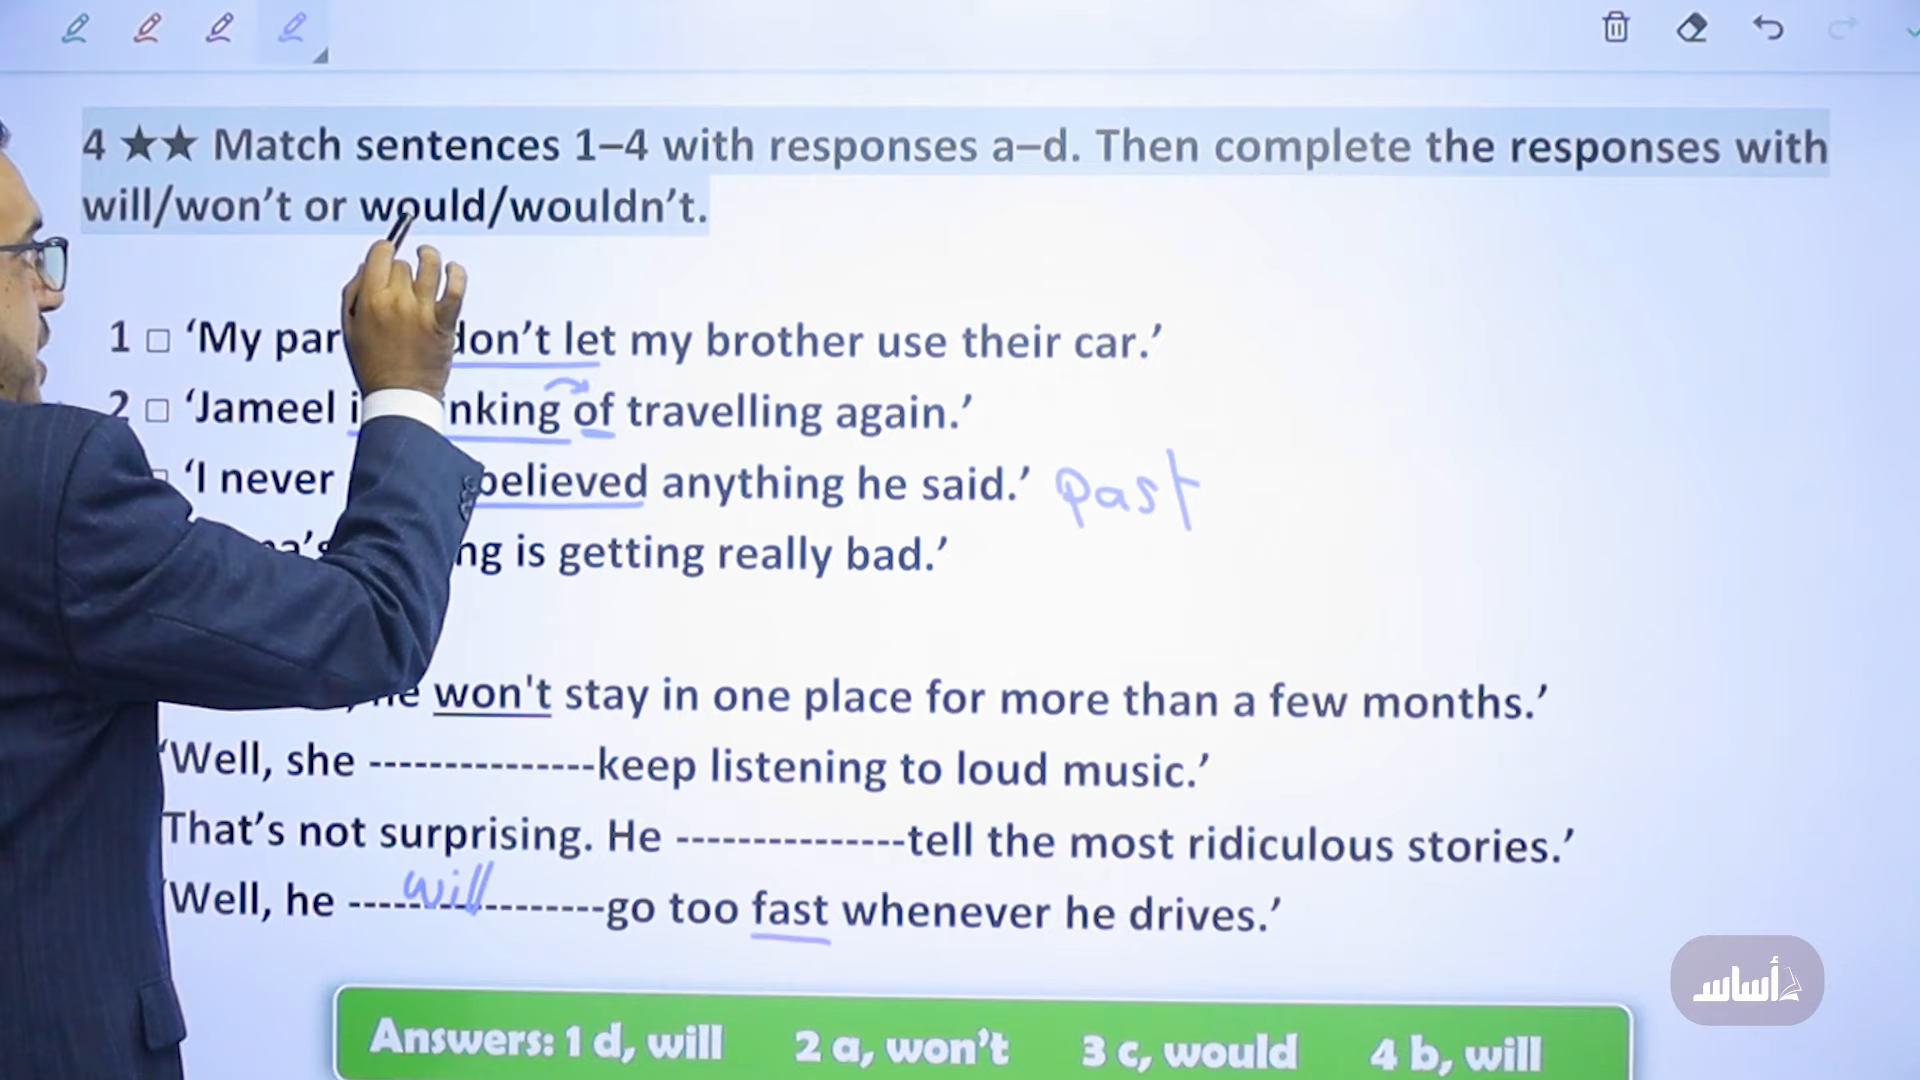 4 ★★ Match sentences 1–4 with responses a–d. Then complete the responses with
will/won’t or would/wouldn’t.
1 □ ‘My par don’t let my brother use their car.’
2 □ ‘Jameel i nking of travelling again.’
□ ‘I never believed anything he said.’ past
a’s ng is getting really bad.’
, he won't stay in one place for more than a few months.’
‘Well, she ---------------keep listening to loud music.’
That’s not surprising. He ---------------tell the most ridiculous stories.’
‘Well, he ------will----------go too fast whenever he drives.’
أساس
Answers: 1 d, will 2 a, won’t 3 c, would 4 b, will